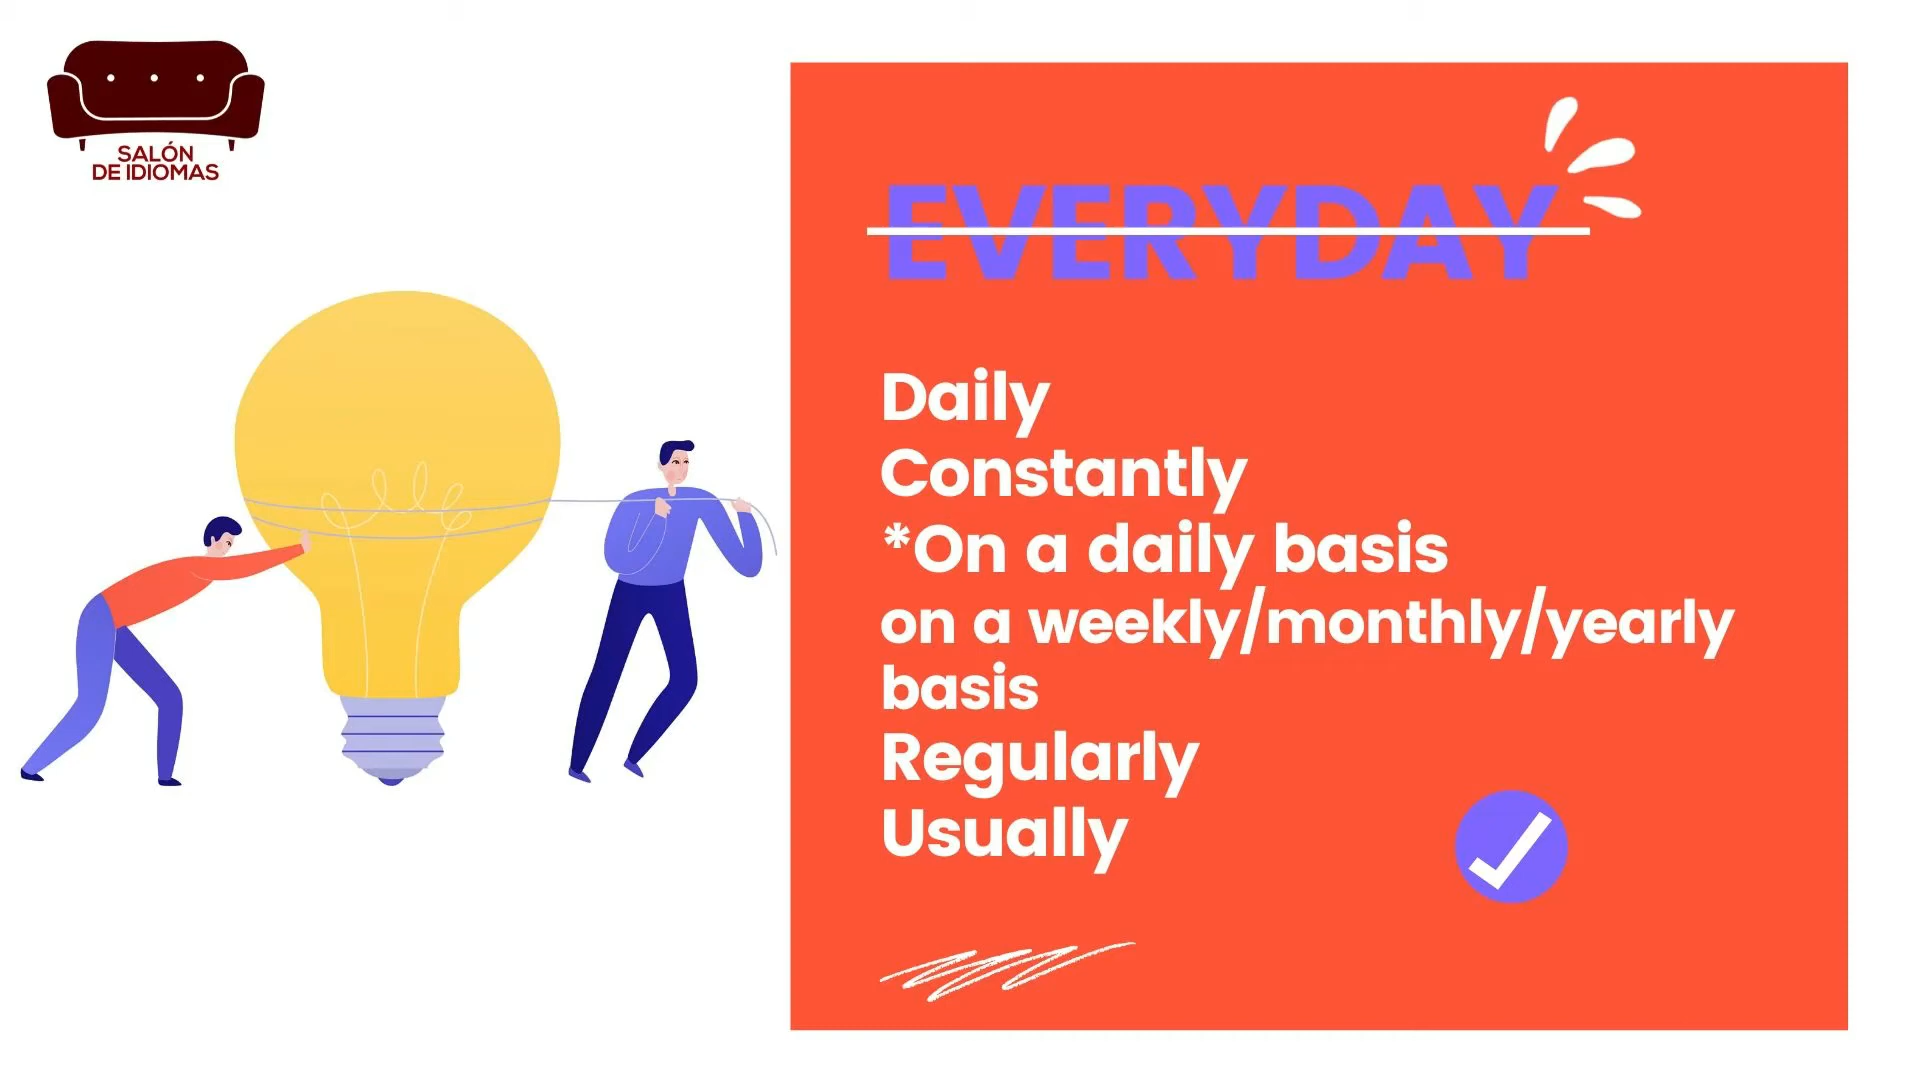 SALÓN
DE IDIOMAS
EVERYDAY
Daily
Constantly
*On a daily basis
on a weekly/monthly/yearly
basis
Regularly
Usually